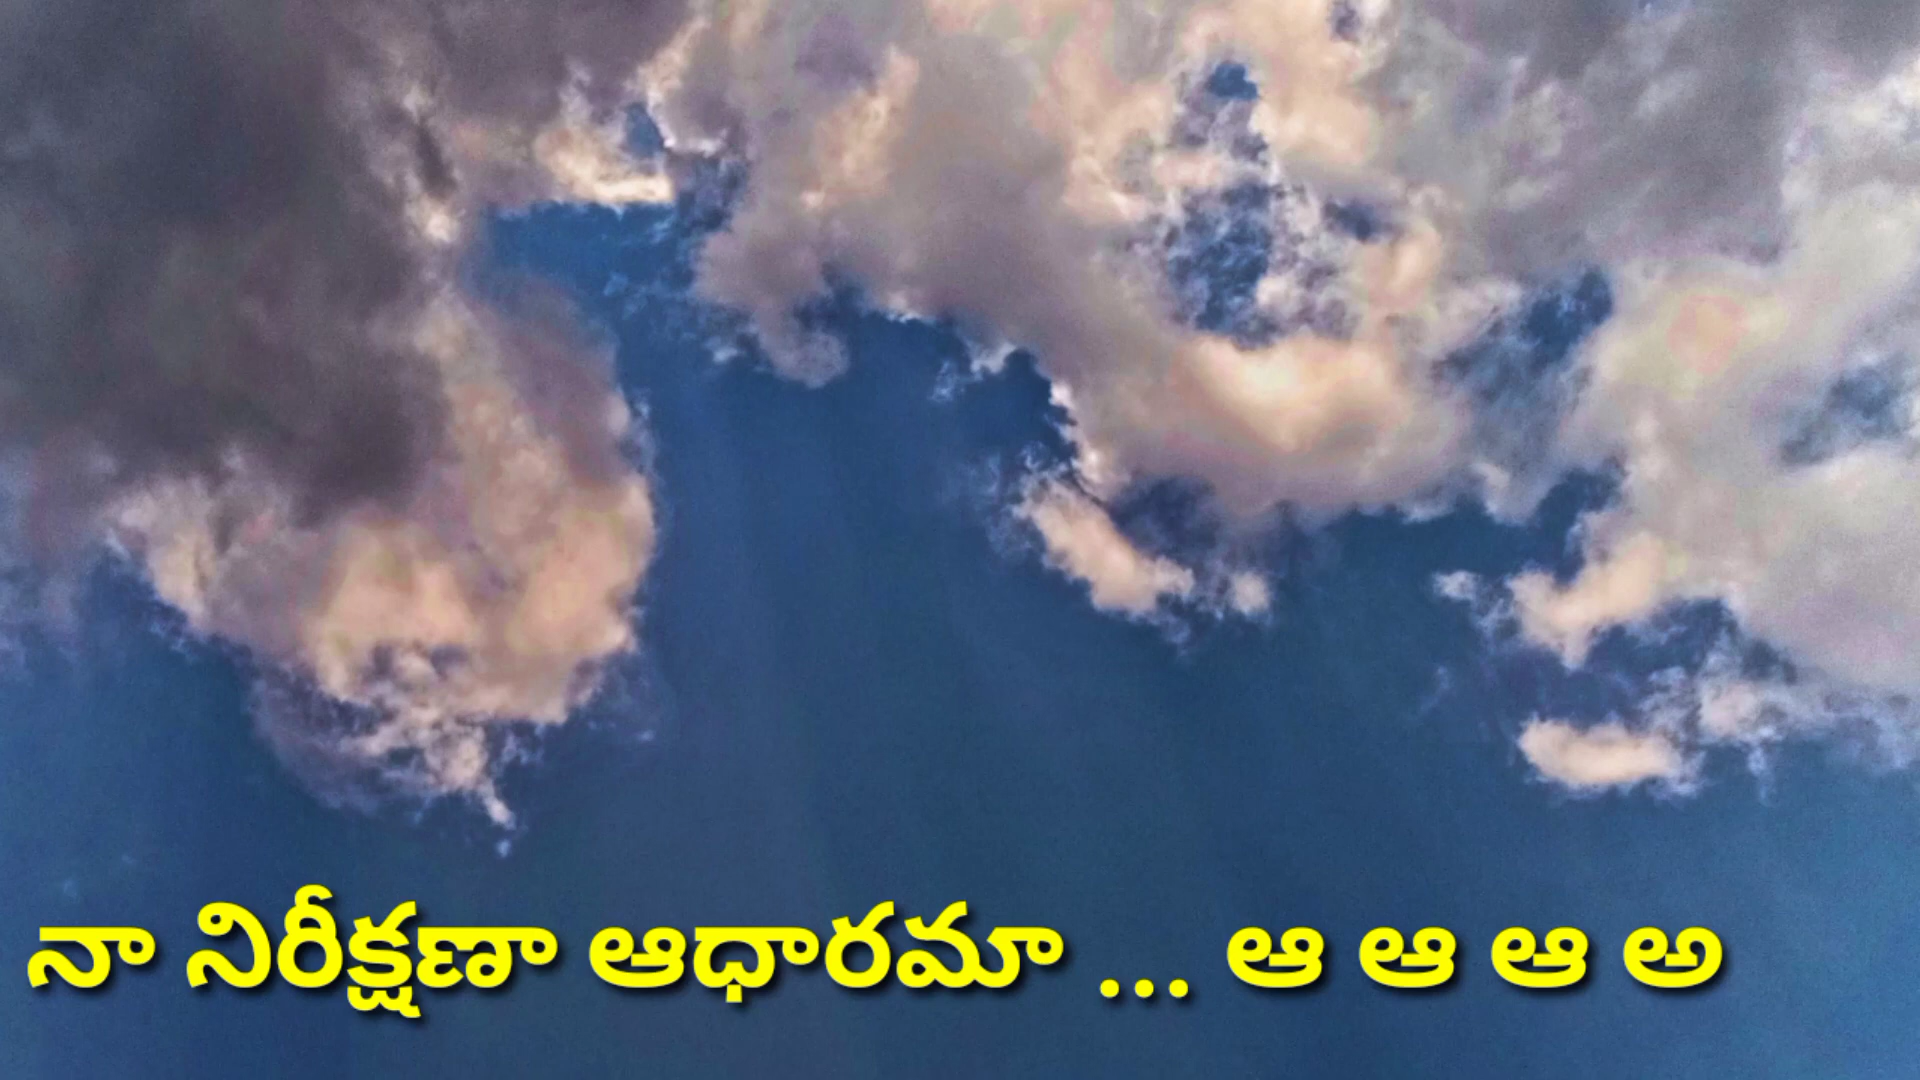 నా నిరీక్షణా ఆధారమా ... ఆ ఆ ఆ అ